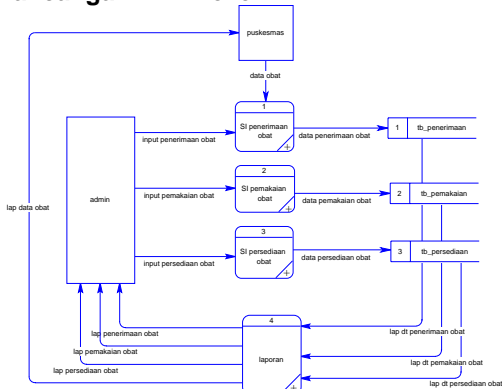 puskesmas
data obat
1
SI penerimaan
obat
+
input penerimaan obat
data penerimaan obat
1 tb_penerimaan
2
SI pemakaian
obat
+
admin
input pemakaian obat
data pemakaian obat
2 tb_pemakaian
lap data obat
3
SI persediaan
obat
+
input persediaan obat
data persediaan obat
3 tb_persediaan
4
laporan
+
lap penerimaan obat
lap pemakaian obat
lap persediaan obat
lap dt penerimaan obat
lap dt pemakaian obat
lap dt persediaan obat